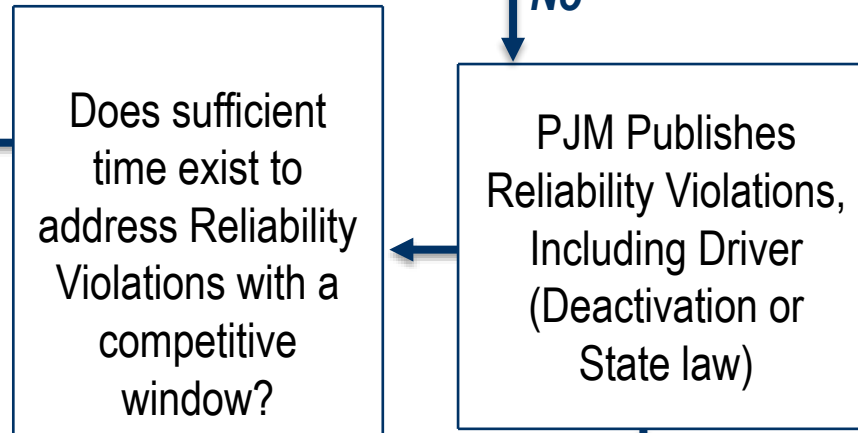 No
Does sufficient
time exist to
address Reliability
Violations with a
competitive
window?
PJM Publishes
Reliability Violations,
Including Driver
(Deactivation or
State law)